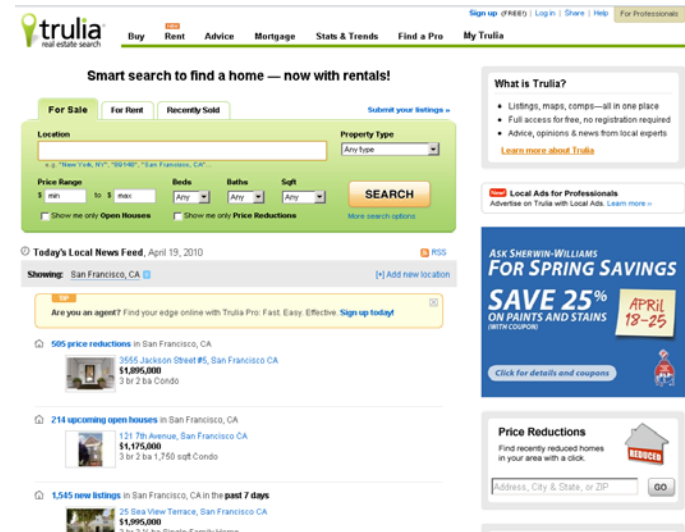 Sign up (FREE!) | Login | Share | Help
For Professionals
trulia
real estate search
Buy
NEW
Rent
Advice
Mortgage
Stats & Trends
Find a Pro
My Trulia
Smart search to find a home — now with rentals!
For Sale
For Rent
Recently Sold
Submit your listings »
Location
e.g. "New York, NY", "89148", "San Francisco, CA"...
Property Type
Any type
Price Range
$ min to $ max
Beds
Any
Baths
Any
Sqft
Any
SEARCH
Show me only Open Houses
Show me only Price Reductions
More search options
Today's Local News Feed, April 19, 2010
RSS
Showing: San Francisco, CA
[+] Add new location
TIP
Are you an agent? Find your edge online with Trulia Pro: Fast. Easy. Effective. Sign up today!
505 price reductions in San Francisco, CA
3555 Jackson Street #5, San Francisco CA
$1,895,000
3 br 2 ba Condo
214 upcoming open houses in San Francisco, CA
121 7th Avenue, San Francisco CA
$1,175,000
3 br 2 ba 1,750 sqft Condo
1,545 new listings in San Francisco, CA in the past 7 days
25 Sea View Terrace, San Francisco CA
$1,995,000
What is Trulia?
Listings, maps, comps—all in one place
Full access for free, no registration required
Advice, opinions & news from local experts
Learn more about Trulia
New! Local Ads for Professionals
Advertise on Trulia with Local Ads. Learn more »
ASK SHERWIN-WILLIAMS
FOR SPRING SAVINGS
SAVE 25%
ON PAINTS AND STAINS
(WITH COUPON)
APRIL
18-25
Click for details and coupons
Price Reductions
Find recently reduced homes
in your area with a click.
REDUCED
Address, City & State, or ZIP
GO